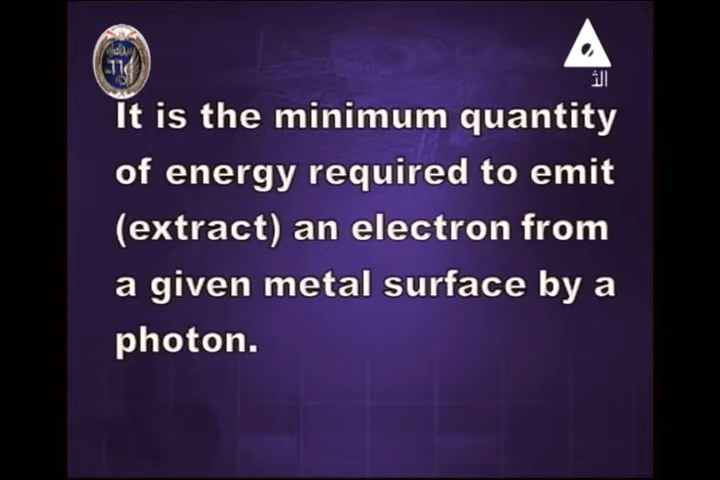 الث
It is the minimum quantity
of energy required to emit
(extract) an electron from
a given metal surface by a
photon.